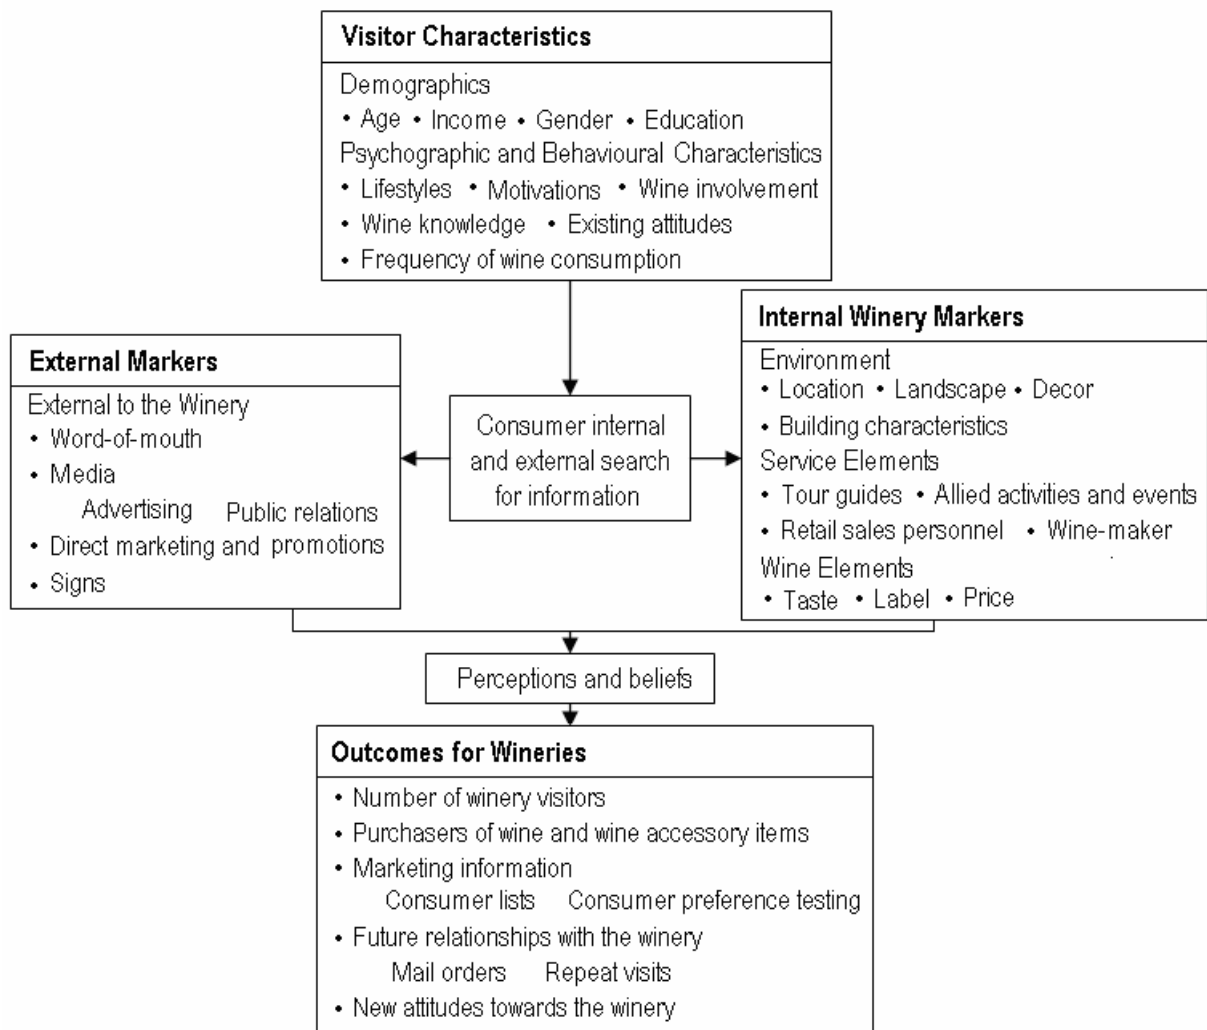 Visitor Characteristics
Demographics
• Age • Income • Gender • Education
Psychographic and Behavioural Characteristics
• Lifestyles • Motivations • Wine involvement
• Wine knowledge • Existing attitudes
• Frequency of wine consumption
External Markers
External to the Winery
• Word-of-mouth
• Media
Advertising Public relations
• Direct marketing and promotions
• Signs
Consumer internal
and external search
for information
Internal Winery Markers
Environment
• Location • Landscape • Decor
• Building characteristics
Service Elements
• Tour guides • Allied activities and events
• Retail sales personnel • Wine-maker
Wine Elements
• Taste • Label • Price
Perceptions and beliefs
Outcomes for Wineries
• Number of winery visitors
• Purchasers of wine and wine accessory items
• Marketing information
Consumer lists Consumer preference testing
• Future relationships with the winery
Mail orders Repeat visits
• New attitudes towards the winery